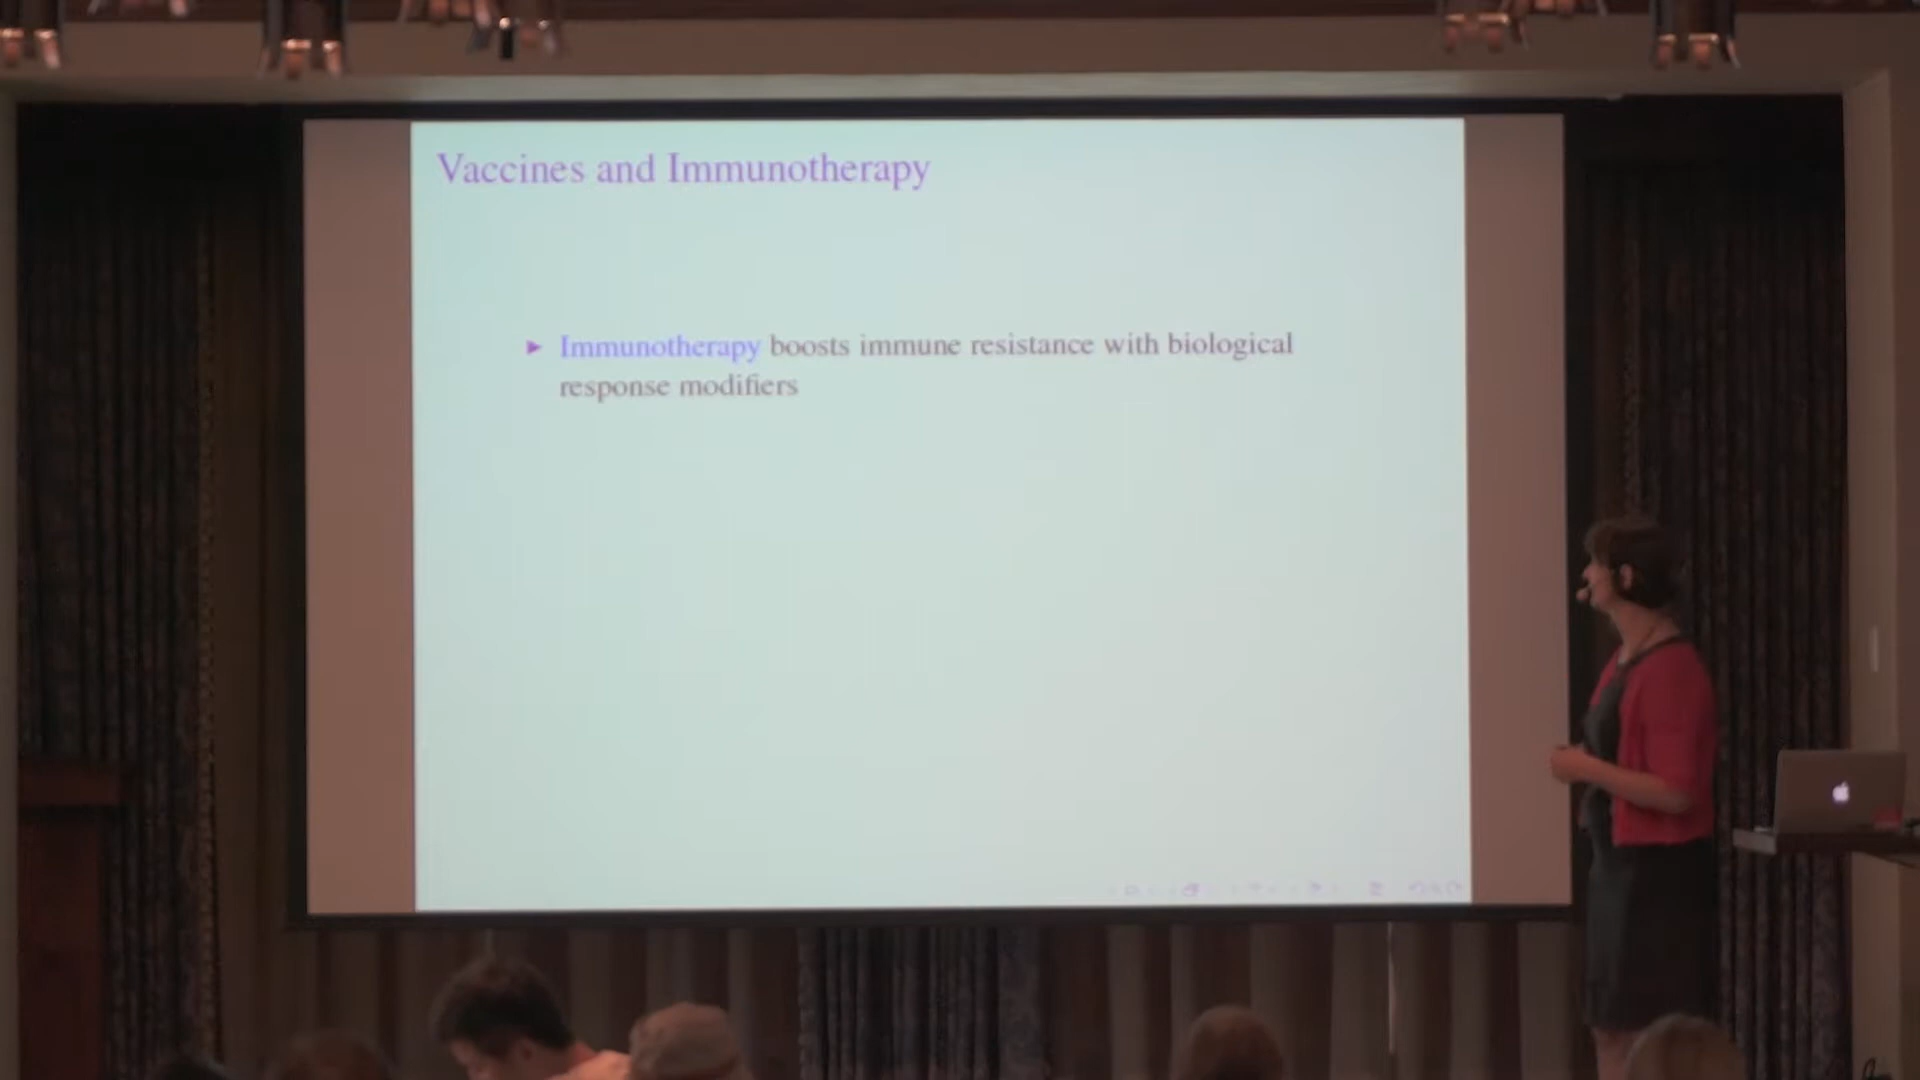 Vaccines and Immunotherapy
► Immunotherapy boosts immune resistance with biological
response modifiers